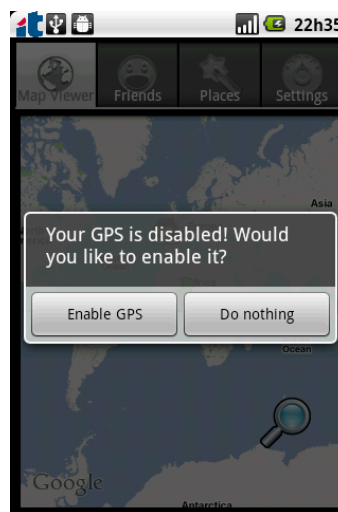 22h35
Map Viewer Friends Places Settings
Asia
Your GPS is disabled! Would
you like to enable it?
Enable GPS Do nothing
Ocean
Google
Antarctica